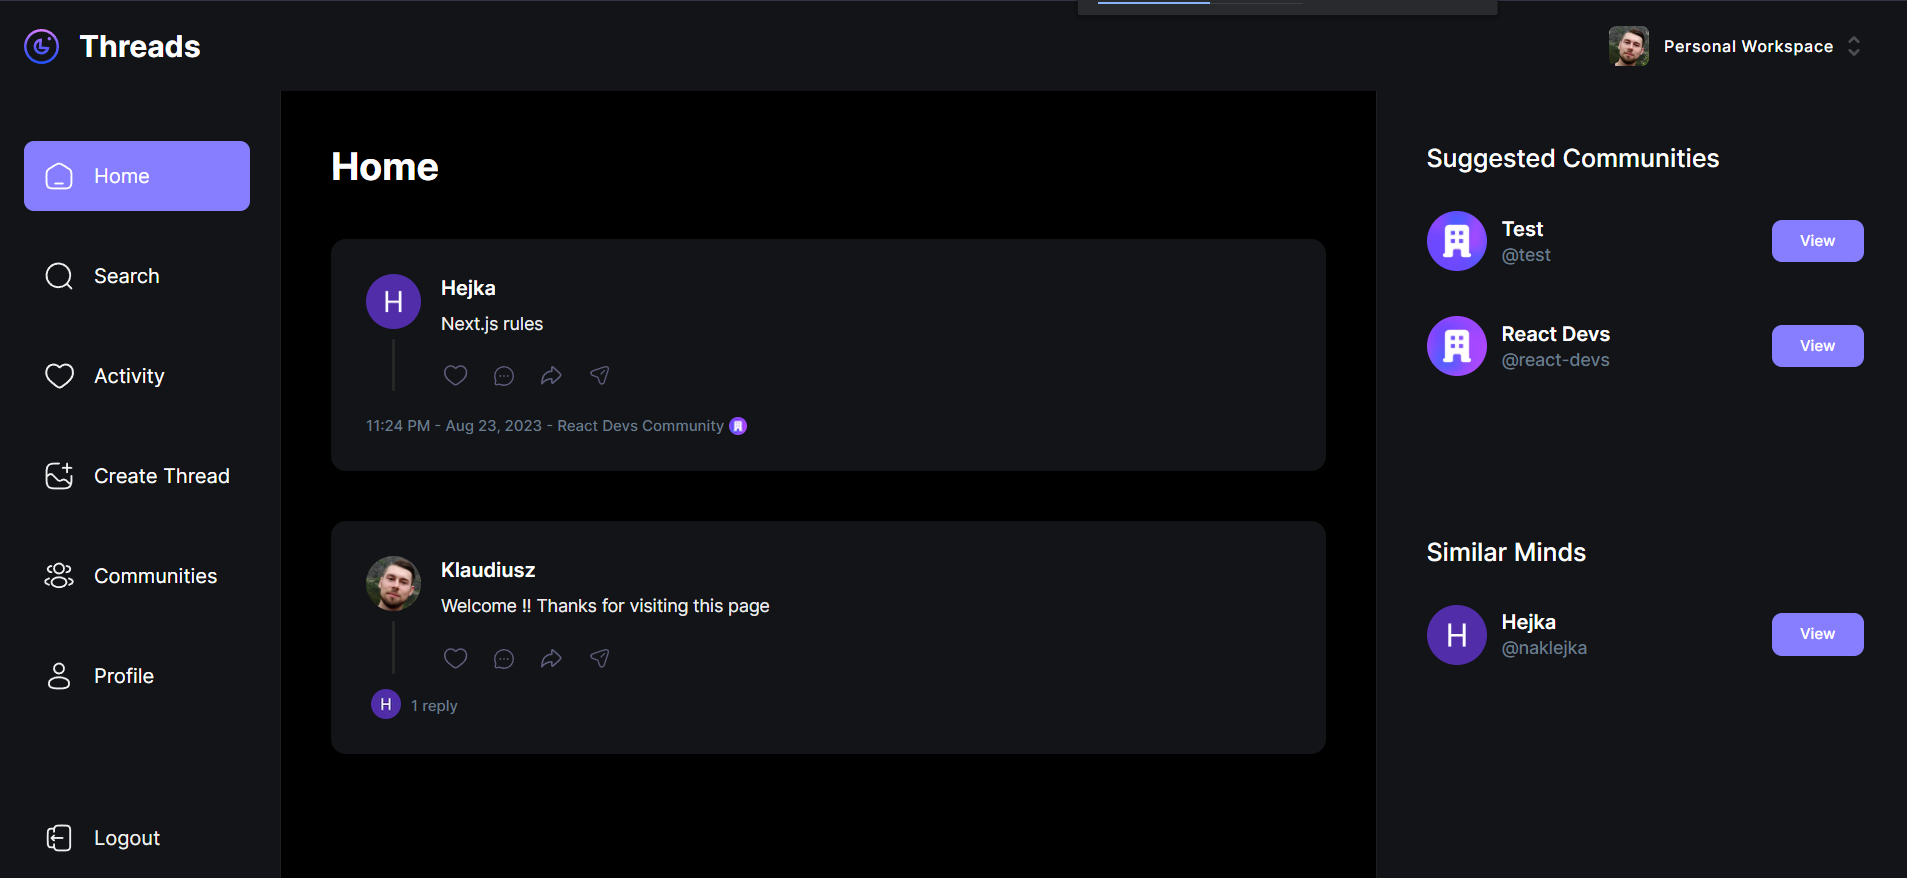 Threads
Personal Workspace
Home
Search
Activity
Create Thread
Communities
Profile
Logout
Home
H
Hejka
Next.js rules
11:24 PM - Aug 23, 2023 - React Devs Community
Klaudiusz
Welcome !! Thanks for visiting this page
H
1 reply
Suggested Communities
Test
@test
View
React Devs
@react-devs
View
Similar Minds
H
Hejka
@naklejka
View